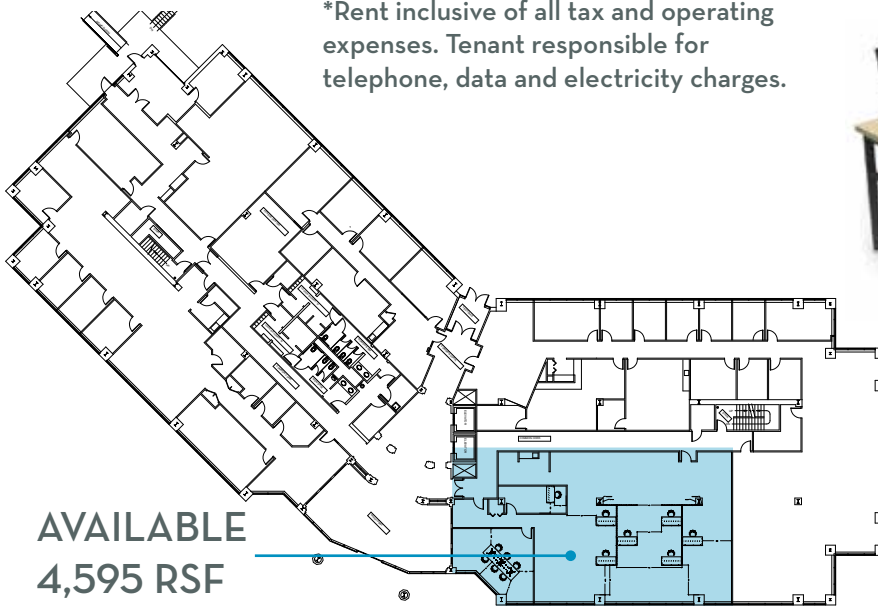 *Rent inclusive of all tax and operating
expenses. Tenant responsible for
telephone, data and electricity charges.
AVAILABLE
4,595 RSF